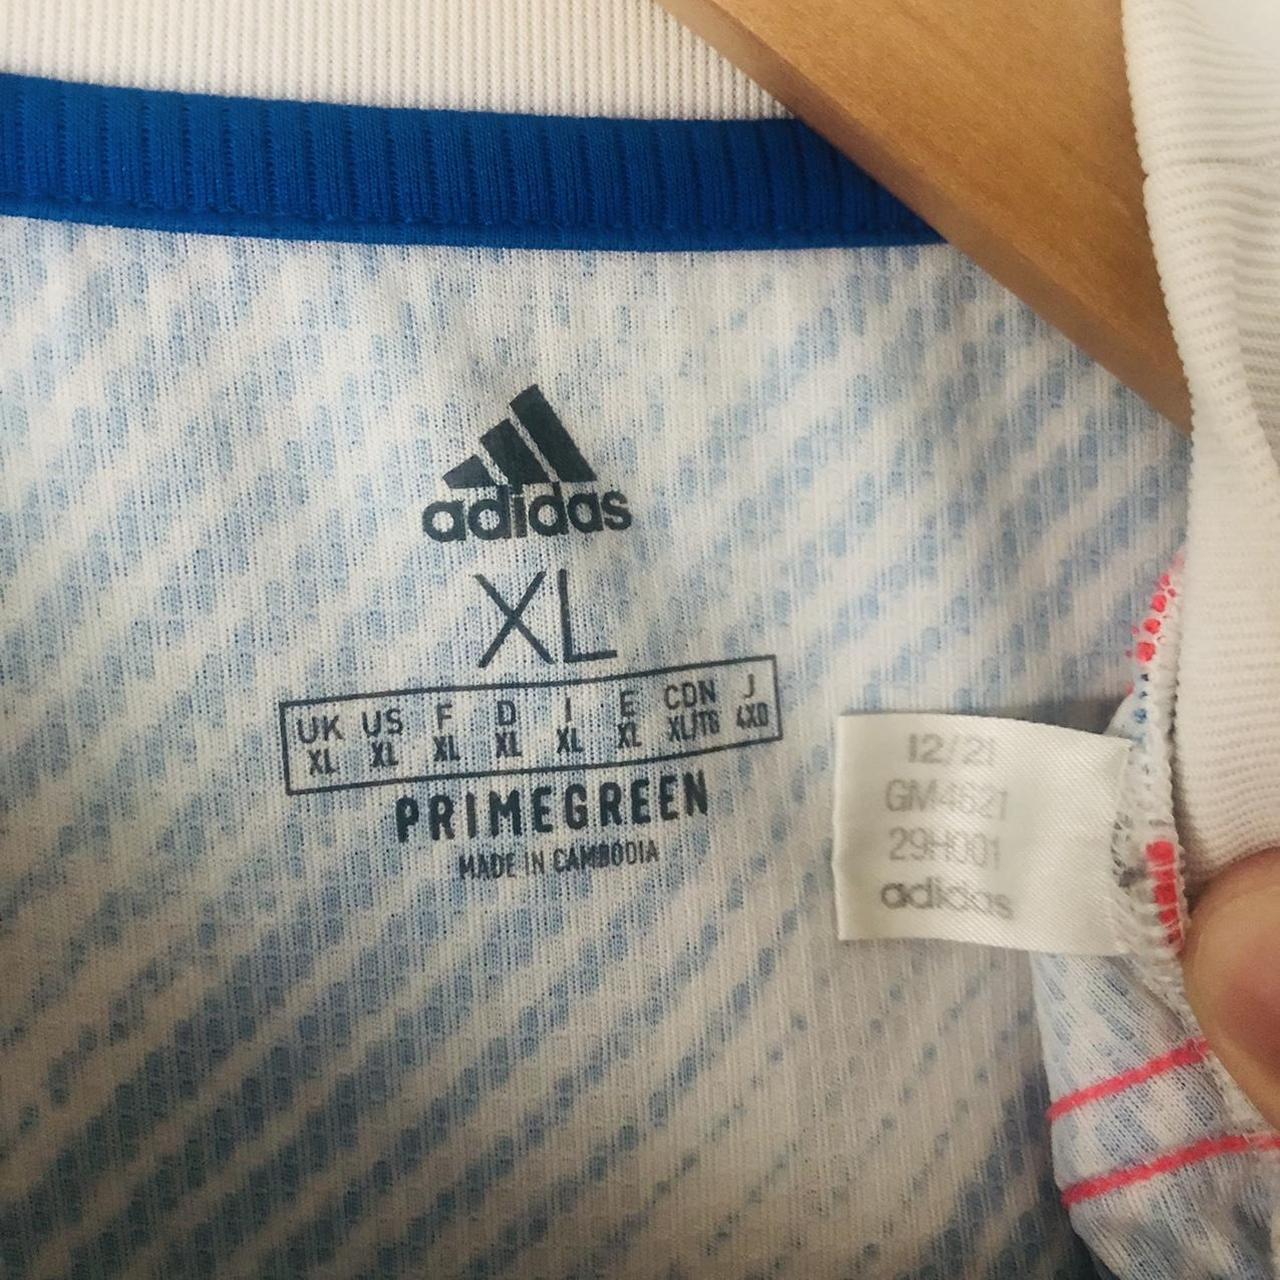 adidas
XL
UK US F D I E CDN J
XL XL XL XL XL XL XL/TG 4XO
PRIMEGREEN
MADE IN CAMBODIA
12/21
29H001
adidas